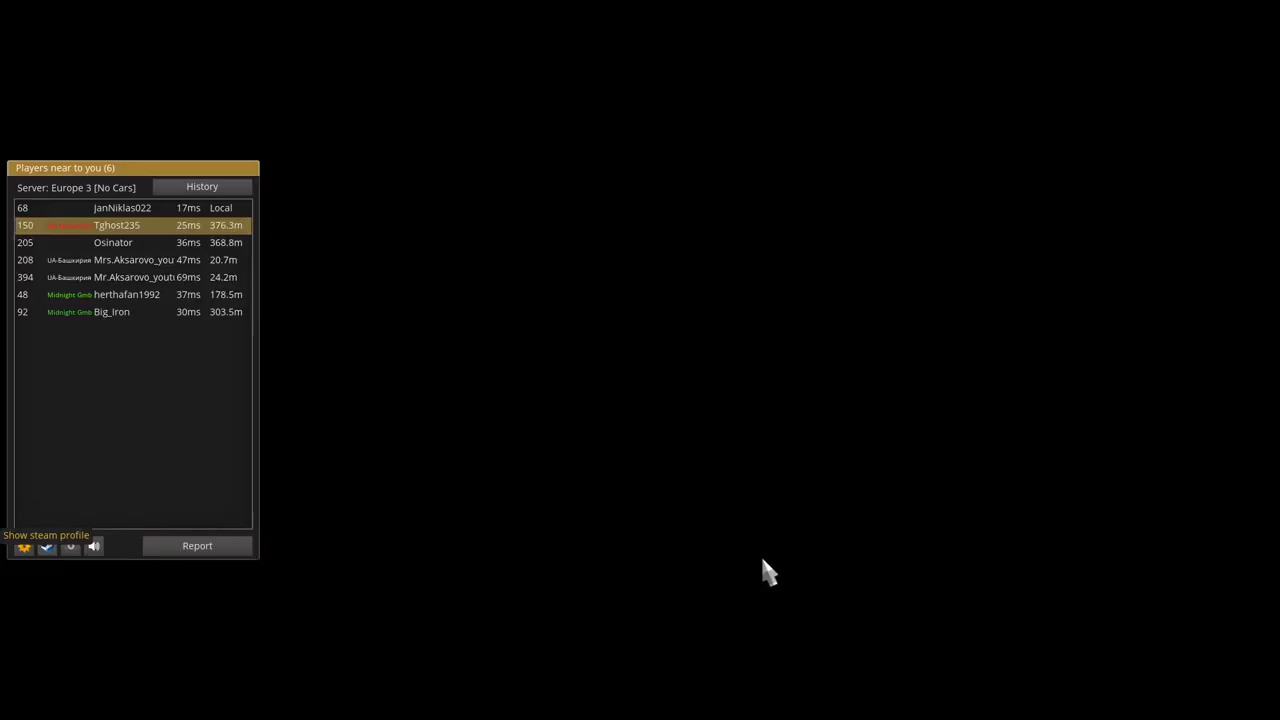 Players near to you (6)
Server: Europe 3 [No Cars] History
68 JanNiklas022 17ms Local
150 Tghost235 25ms 376.3m
205 Osinator 36ms 368.8m
208 UA-Башкирия Mrs.Aksarovo_you 47ms 20.7m
394 UA-Башкирия Mr.Aksarovo_yout 69ms 24.2m
48 Midnight Gmb herthafan1992 37ms 178.5m
92 Midnight Gmb Big_Iron 30ms 303.5m
Show steam profile
Report